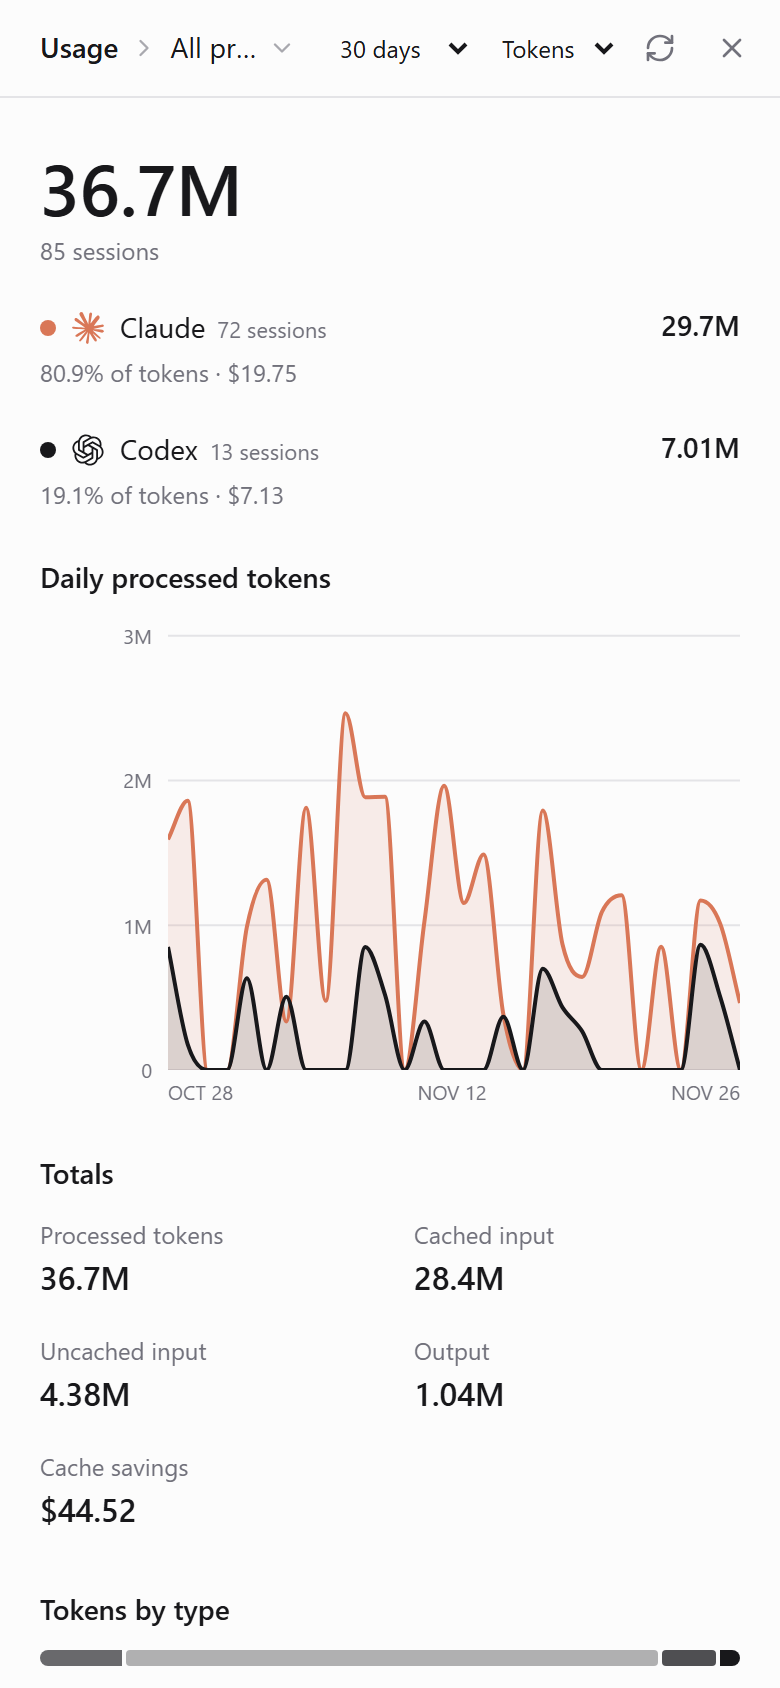 Usage > All pr... 30 days Tokens
36.7M
85 sessions
Claude 72 sessions 29.7M
80.9% of tokens · $19.75
Codex 13 sessions 7.01M
19.1% of tokens · $7.13
Daily processed tokens
3M
2M
1M
0
OCT 28 NOV 12 NOV 26
Totals
Processed tokens Cached input
36.7M 28.4M
Uncached input Output
4.38M 1.04M
Cache savings
$44.52
Tokens by type